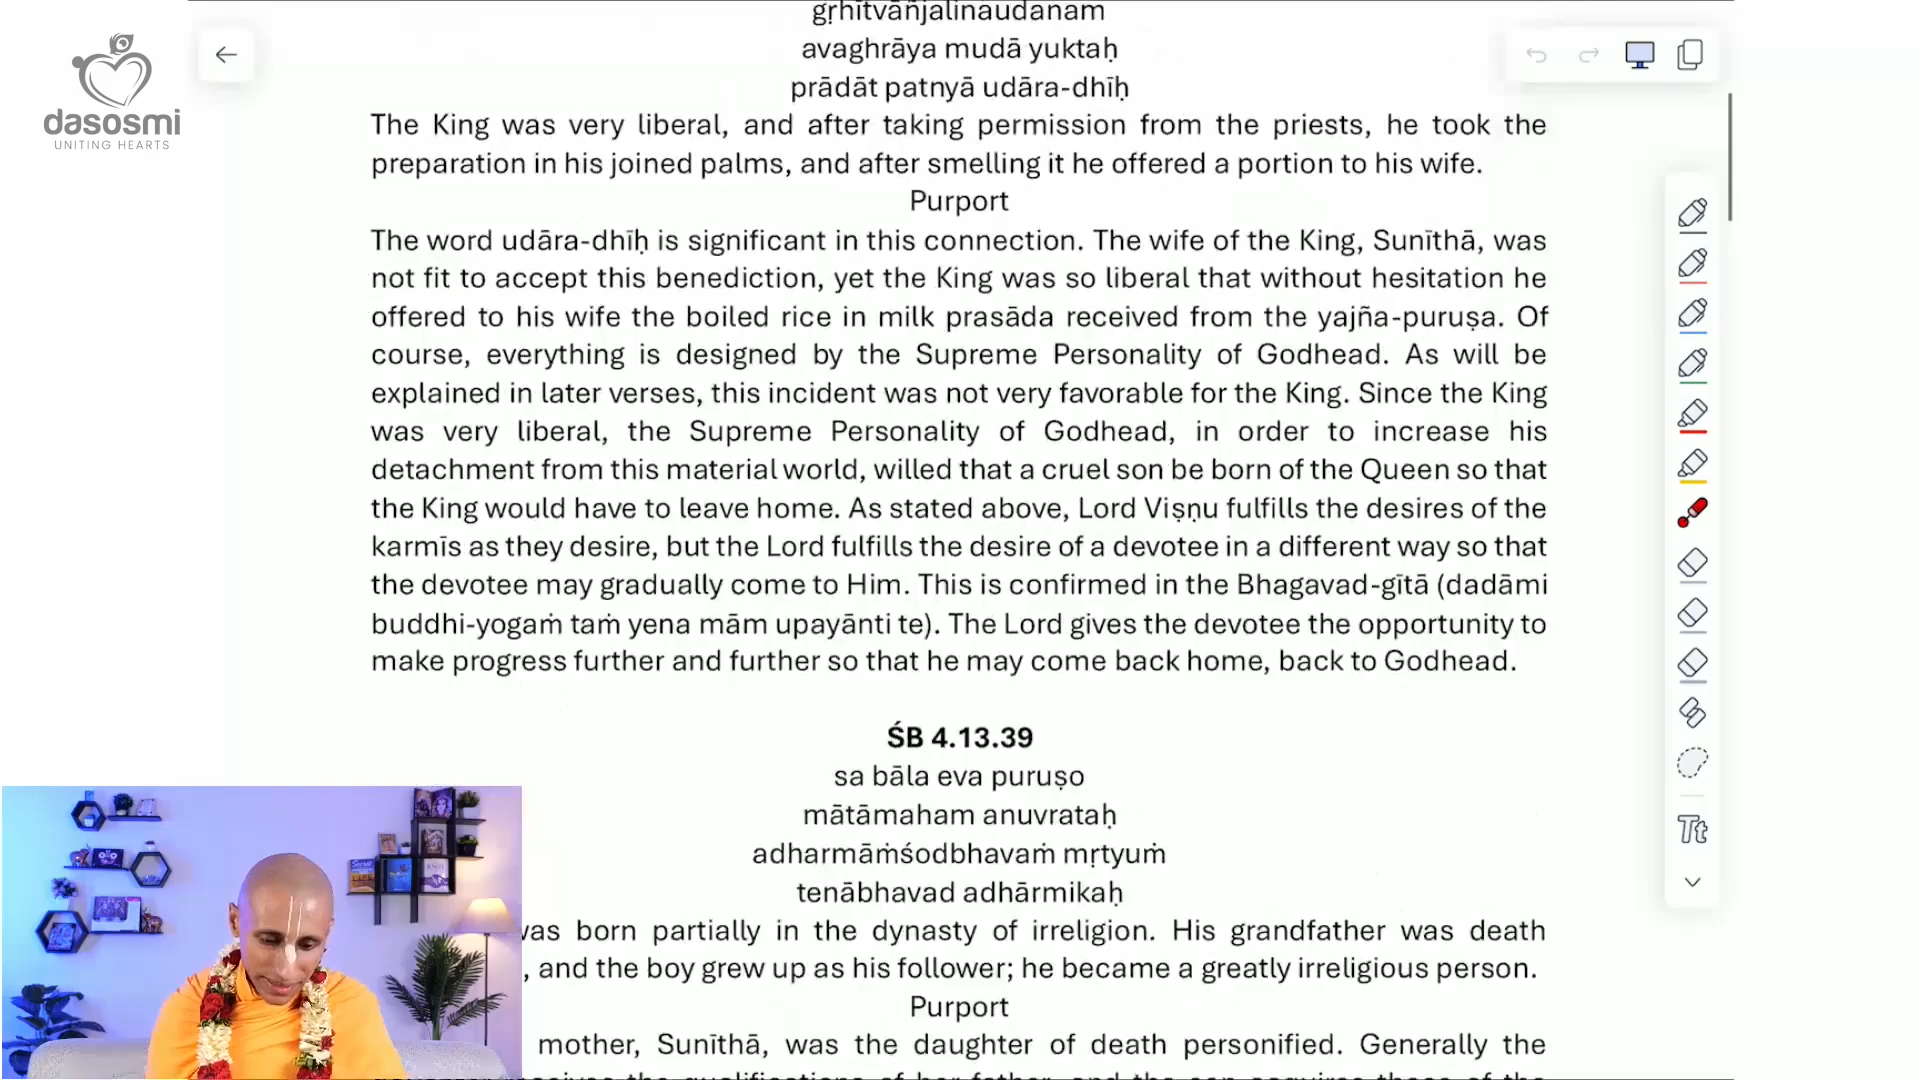 gṛhītvāñjalinaudanam
avaghrāya mudā yuktaḥ
prādāt patnyā udāra-dhīḥ
The King was very liberal, and after taking permission from the priests, he took the
preparation in his joined palms, and after smelling it he offered a portion to his wife.
Purport
The word udāra-dhīḥ is significant in this connection. The wife of the King, Sunīthā, was
not fit to accept this benediction, yet the King was so liberal that without hesitation he
offered to his wife the boiled rice in milk prasāda received from the yajña-puruṣa. Of
course, everything is designed by the Supreme Personality of Godhead. As will be
explained in later verses, this incident was not very favorable for the King. Since the King
was very liberal, the Supreme Personality of Godhead, in order to increase his
detachment from this material world, willed that a cruel son be born of the Queen so that
the King would have to leave home. As stated above, Lord Viṣṇu fulfills the desires of the
karmīs as they desire, but the Lord fulfills the desire of a devotee in a different way so that
the devotee may gradually come to Him. This is confirmed in the Bhagavad-gītā (dadāmi
buddhi-yogaṁ taṁ yena mām upayānti te). The Lord gives the devotee the opportunity to
make progress further and further so that he may come back home, back to Godhead.
ŚB 4.13.39
sa bāla eva puruṣo
mātāmaham anuvrataḥ
adharmāṁśodbhavaṁ mṛtyuṁ
tenābhavad adhārmikaḥ
was born partially in the dynasty of irreligion. His grandfather was death
, and the boy grew up as his follower; he became a greatly irreligious person.
Purport
mother, Sunīthā, was the daughter of death personified. Generally the
dasosmi
UNITING HEARTS
Tt